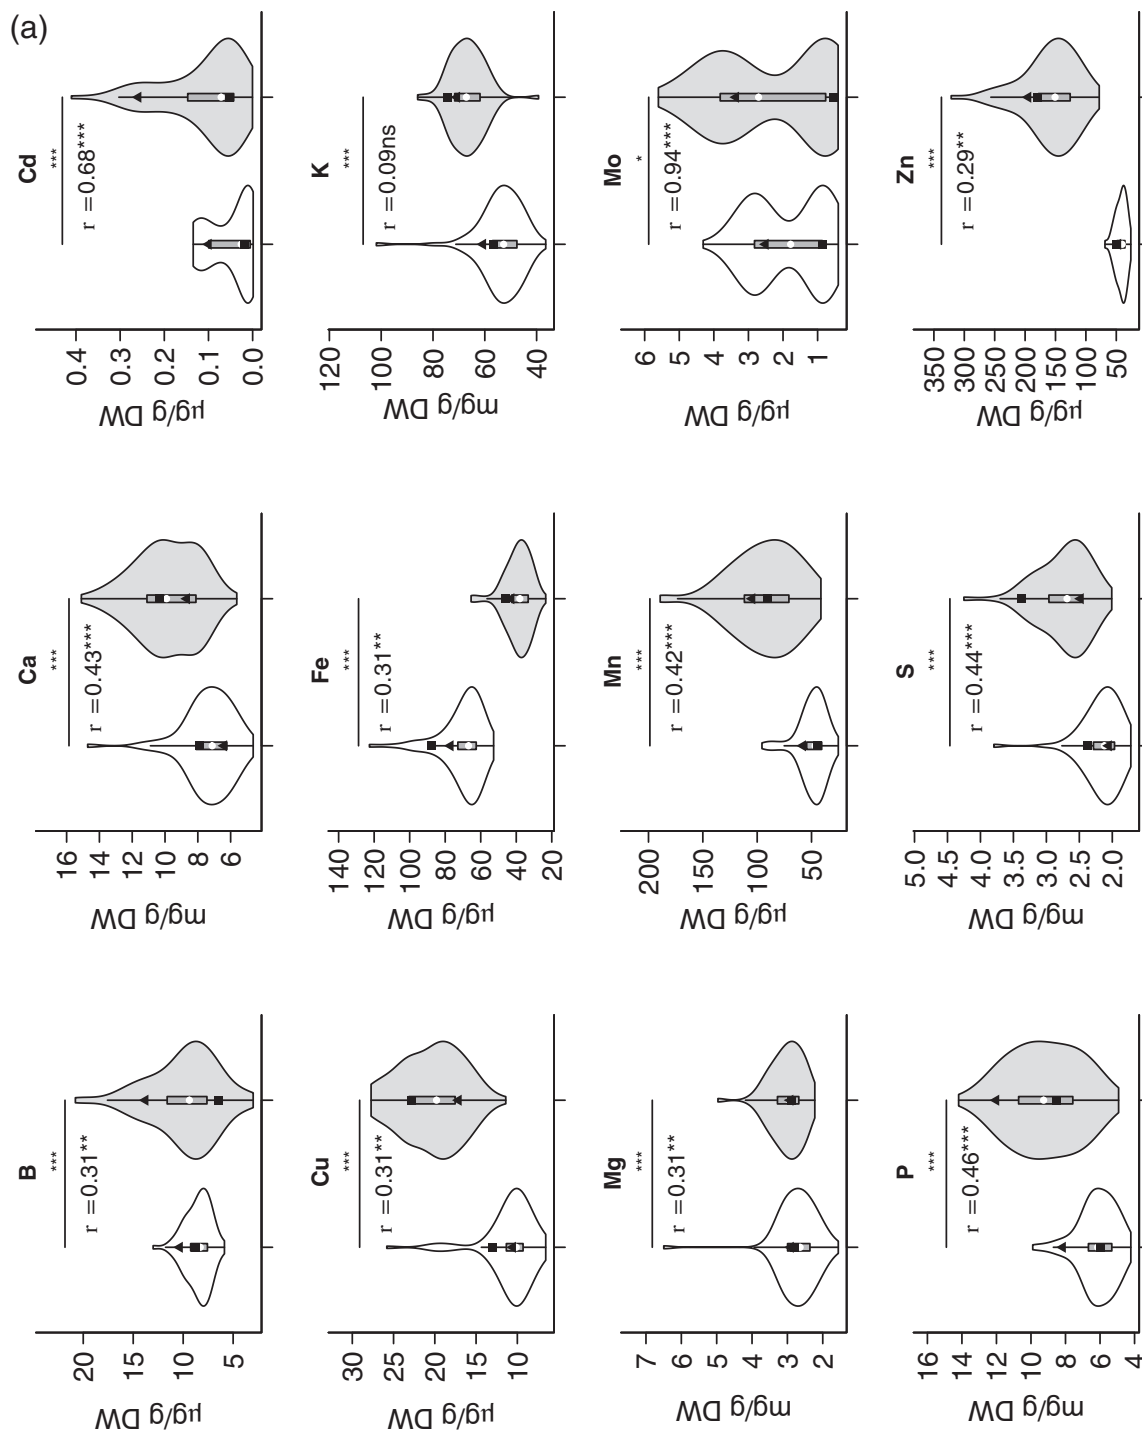 (a)
B
***
r = 0.31**
µg/g DW
20
15
10
5
Ca
***
r = 0.43***
mg/g DW
16
14
12
10
8
6
Cd
***
r = 0.68***
µg/g DW
0.4
0.3
0.2
0.1
0.0
Cu
***
r = 0.31**
µg/g DW
30
25
20
15
10
Fe
***
r = 0.31**
µg/g DW
140
120
100
80
60
40
20
K
***
r = 0.09ns
mg/g DW
120
100
80
60
40
Mg
***
r = 0.31**
mg/g DW
7
6
5
4
3
2
Mn
***
r = 0.42***
µg/g DW
200
150
100
50
Mo
*
r = 0.94***
µg/g DW
6
5
4
3
2
1
P
***
r = 0.46***
mg/g DW
16
14
12
10
8
6
4
S
***
r = 0.44***
mg/g DW
5.0
4.5
4.0
3.5
3.0
2.5
2.0
Zn
***
r = 0.29**
µg/g DW
350
300
250
200
150
100
50